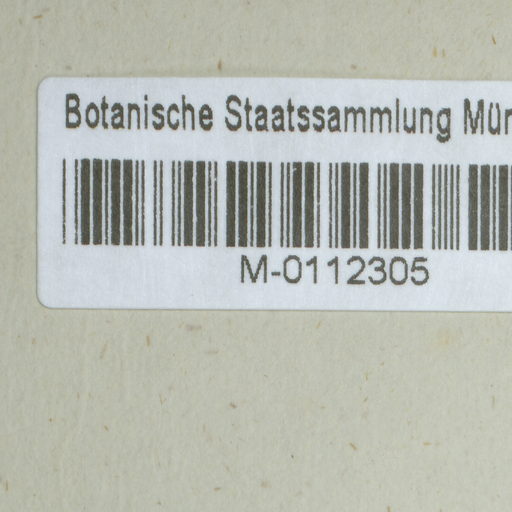 Botanische Staatssammlung Mün
M-0112305